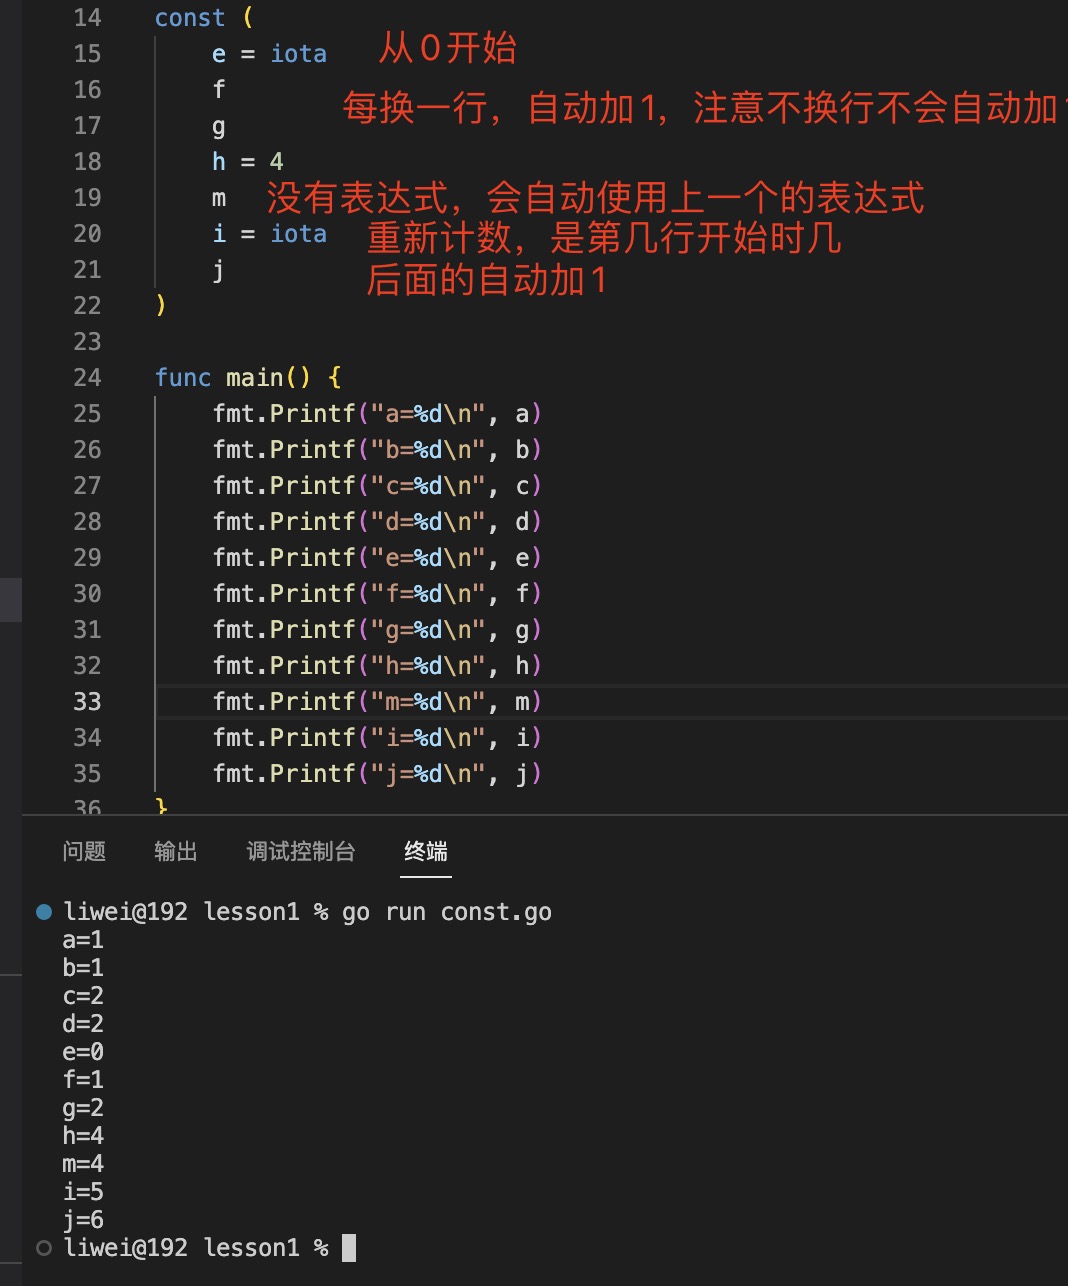 14 const (
15 e = iota 从0开始
16 f
每换一行，自动加1，注意不换行不会自动加1
17 g
18 h = 4
19 m 没有表达式，会自动使用上一个的表达式
20 i = iota 重新计数，是第几行开始时几
21 j 后面的自动加1
22 )
23
24 func main() {
25 fmt.Printf("a=%d\n", a)
26 fmt.Printf("b=%d\n", b)
27 fmt.Printf("c=%d\n", c)
28 fmt.Printf("d=%d\n", d)
29 fmt.Printf("e=%d\n", e)
30 fmt.Printf("f=%d\n", f)
31 fmt.Printf("g=%d\n", g)
32 fmt.Printf("h=%d\n", h)
33 fmt.Printf("m=%d\n", m)
34 fmt.Printf("i=%d\n", i)
35 fmt.Printf("j=%d\n", j)
36 }
问题 输出 调试控制台 终端
liwei@192 lesson1 % go run const.go
a=1
b=1
c=2
d=2
e=0
f=1
g=2
h=4
m=4
i=5
j=6
liwei@192 lesson1 %